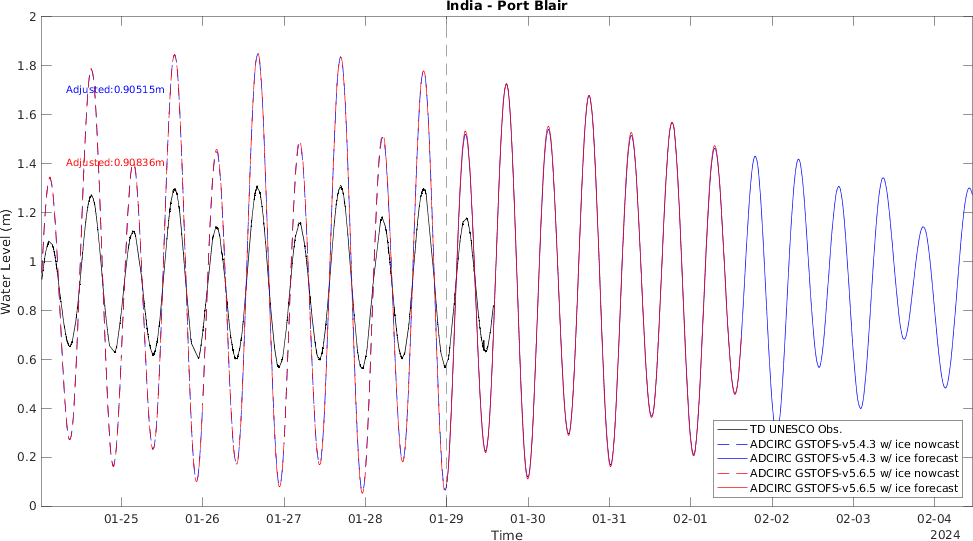 India - Port Blair
2
1.8
1.6
1.4
1.2
1
0.8
0.6
0.4
0.2
0
Water Level (m)
Adjusted:0.90515m
Adjusted:0.90836m
TD UNESCO Obs.
ADCIRC GSTOFS-v5.4.3 w/ ice nowcast
ADCIRC GSTOFS-v5.4.3 w/ ice forecast
ADCIRC GSTOFS-v5.6.5 w/ ice nowcast
ADCIRC GSTOFS-v5.6.5 w/ ice forecast
01-25 01-26 01-27 01-28 01-29 01-30 01-31 02-01 02-02 02-03 02-04
Time
2024